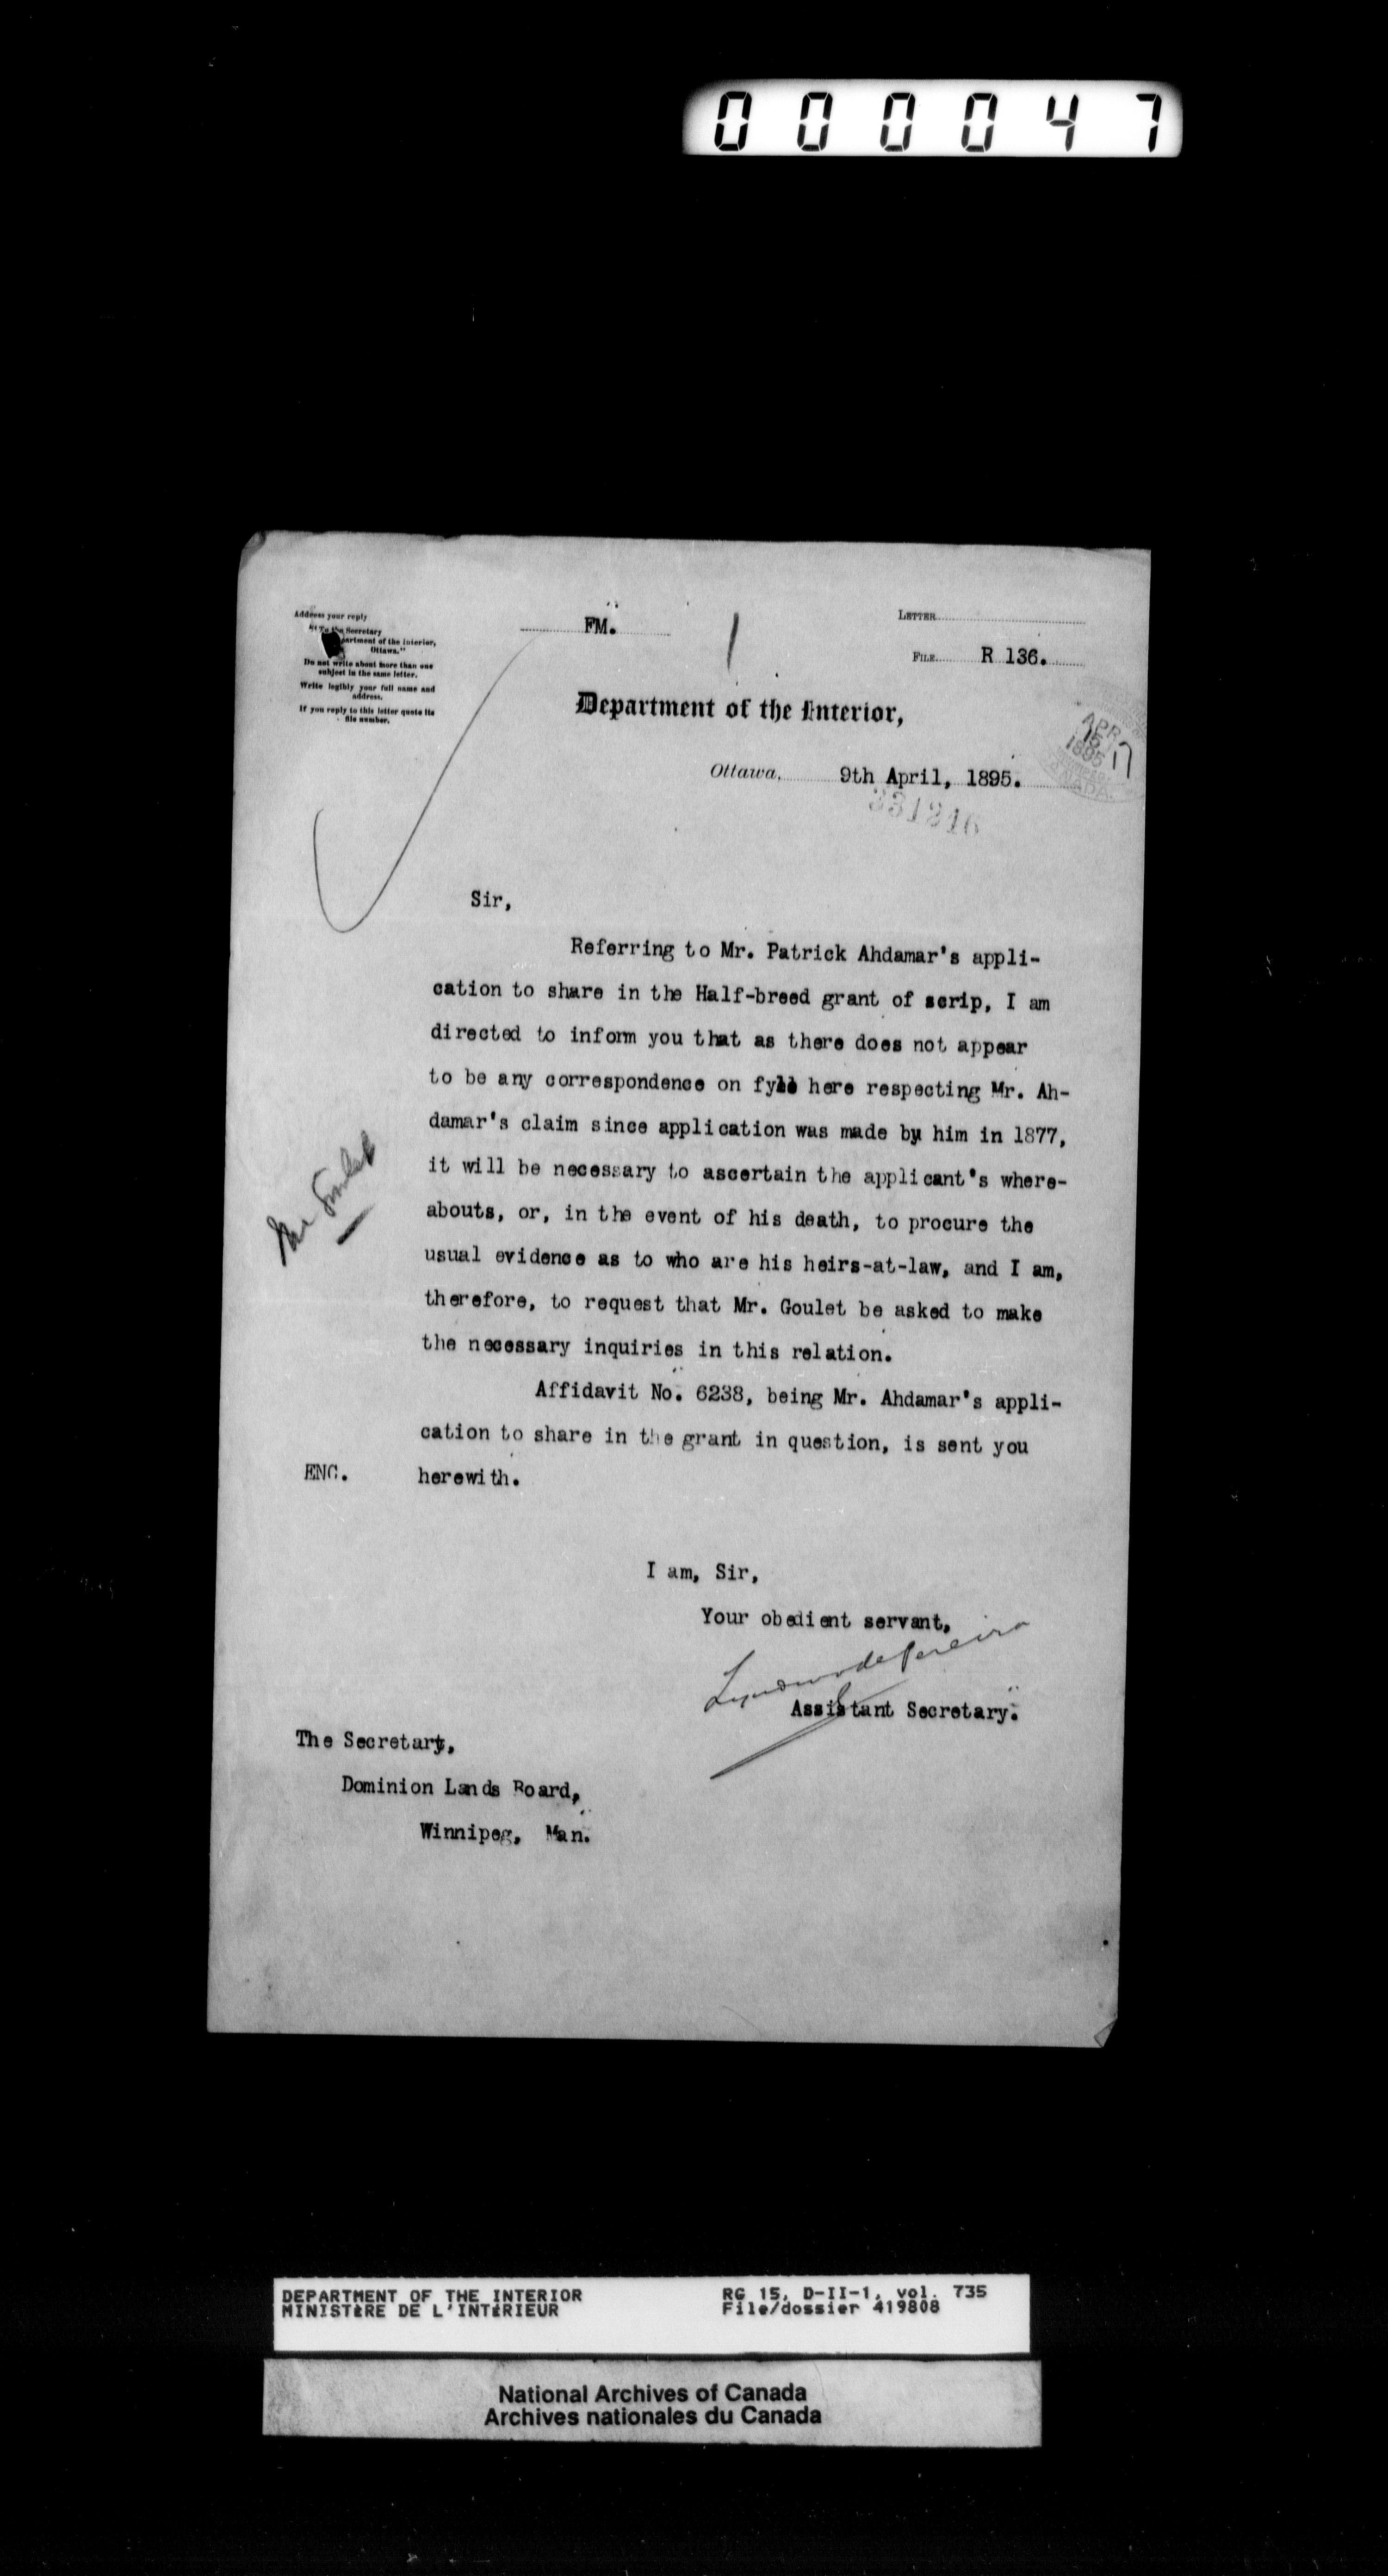 000047
Address your reply
"To the Secretary
Department of the Interior,
Ottawa."
Do not write about more than one
subject in the same letter.
Write legibly your full name and
address.
If you reply to this letter quote its
file number.
FM.
1
LETTER
FILE R 136.
Department of the Interior,
APR
15
1895
17
CANADA.
Ottawa, 9th April, 1895.
Sir,
Referring to Mr. Patrick Ahdamar's appli-
cation to share in the Half-breed grant of scrip, I am
directed to inform you that as there does not appear
to be any correspondence on fyle here respecting Mr. Ah-
damar's claim since application was made by him in 1877,
it will be necessary to ascertain the applicant's where-
abouts, or, in the event of his death, to procure the
usual evidence as to who are his heirs-at-law, and I am,
therefore, to request that Mr. Goulet be asked to make
the necessary inquiries in this relation.
Mr Goulet
Affidavit No. 6238, being Mr. Ahdamar's appli-
cation to share in the grant in question, is sent you
ENC. herewith.
I am, Sir,
Your obedient servant,
Lyndwode Pereira
Assistant Secretary.
The Secretary,
Dominion Lands Board,
Winnipeg, Man.
DEPARTMENT OF THE INTERIOR
MINISTÈRE DE L'INTÉRIEUR
RG 15, D-II-1, vol. 735
File/dossier 419808
National Archives of Canada
Archives nationales du Canada